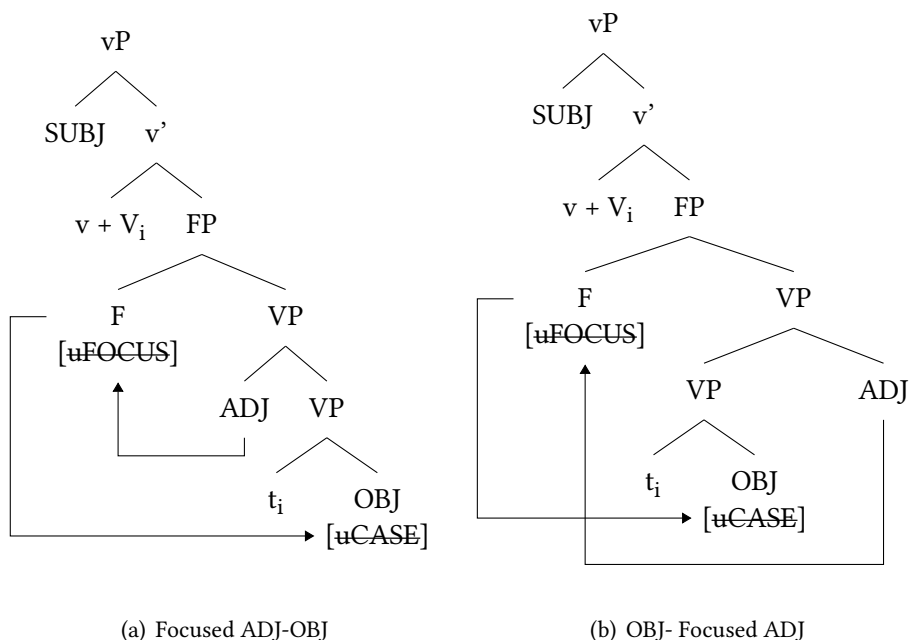 vP
SUBJ v’
v + Vi FP
F VP
[uFOCUS]
ADJ VP
ti OBJ
[uCASE]
(a) Focused ADJ-OBJ
vP
SUBJ v’
v + Vi FP
F VP
[uFOCUS]
VP ADJ
ti OBJ
[uCASE]
(b) OBJ- Focused ADJ